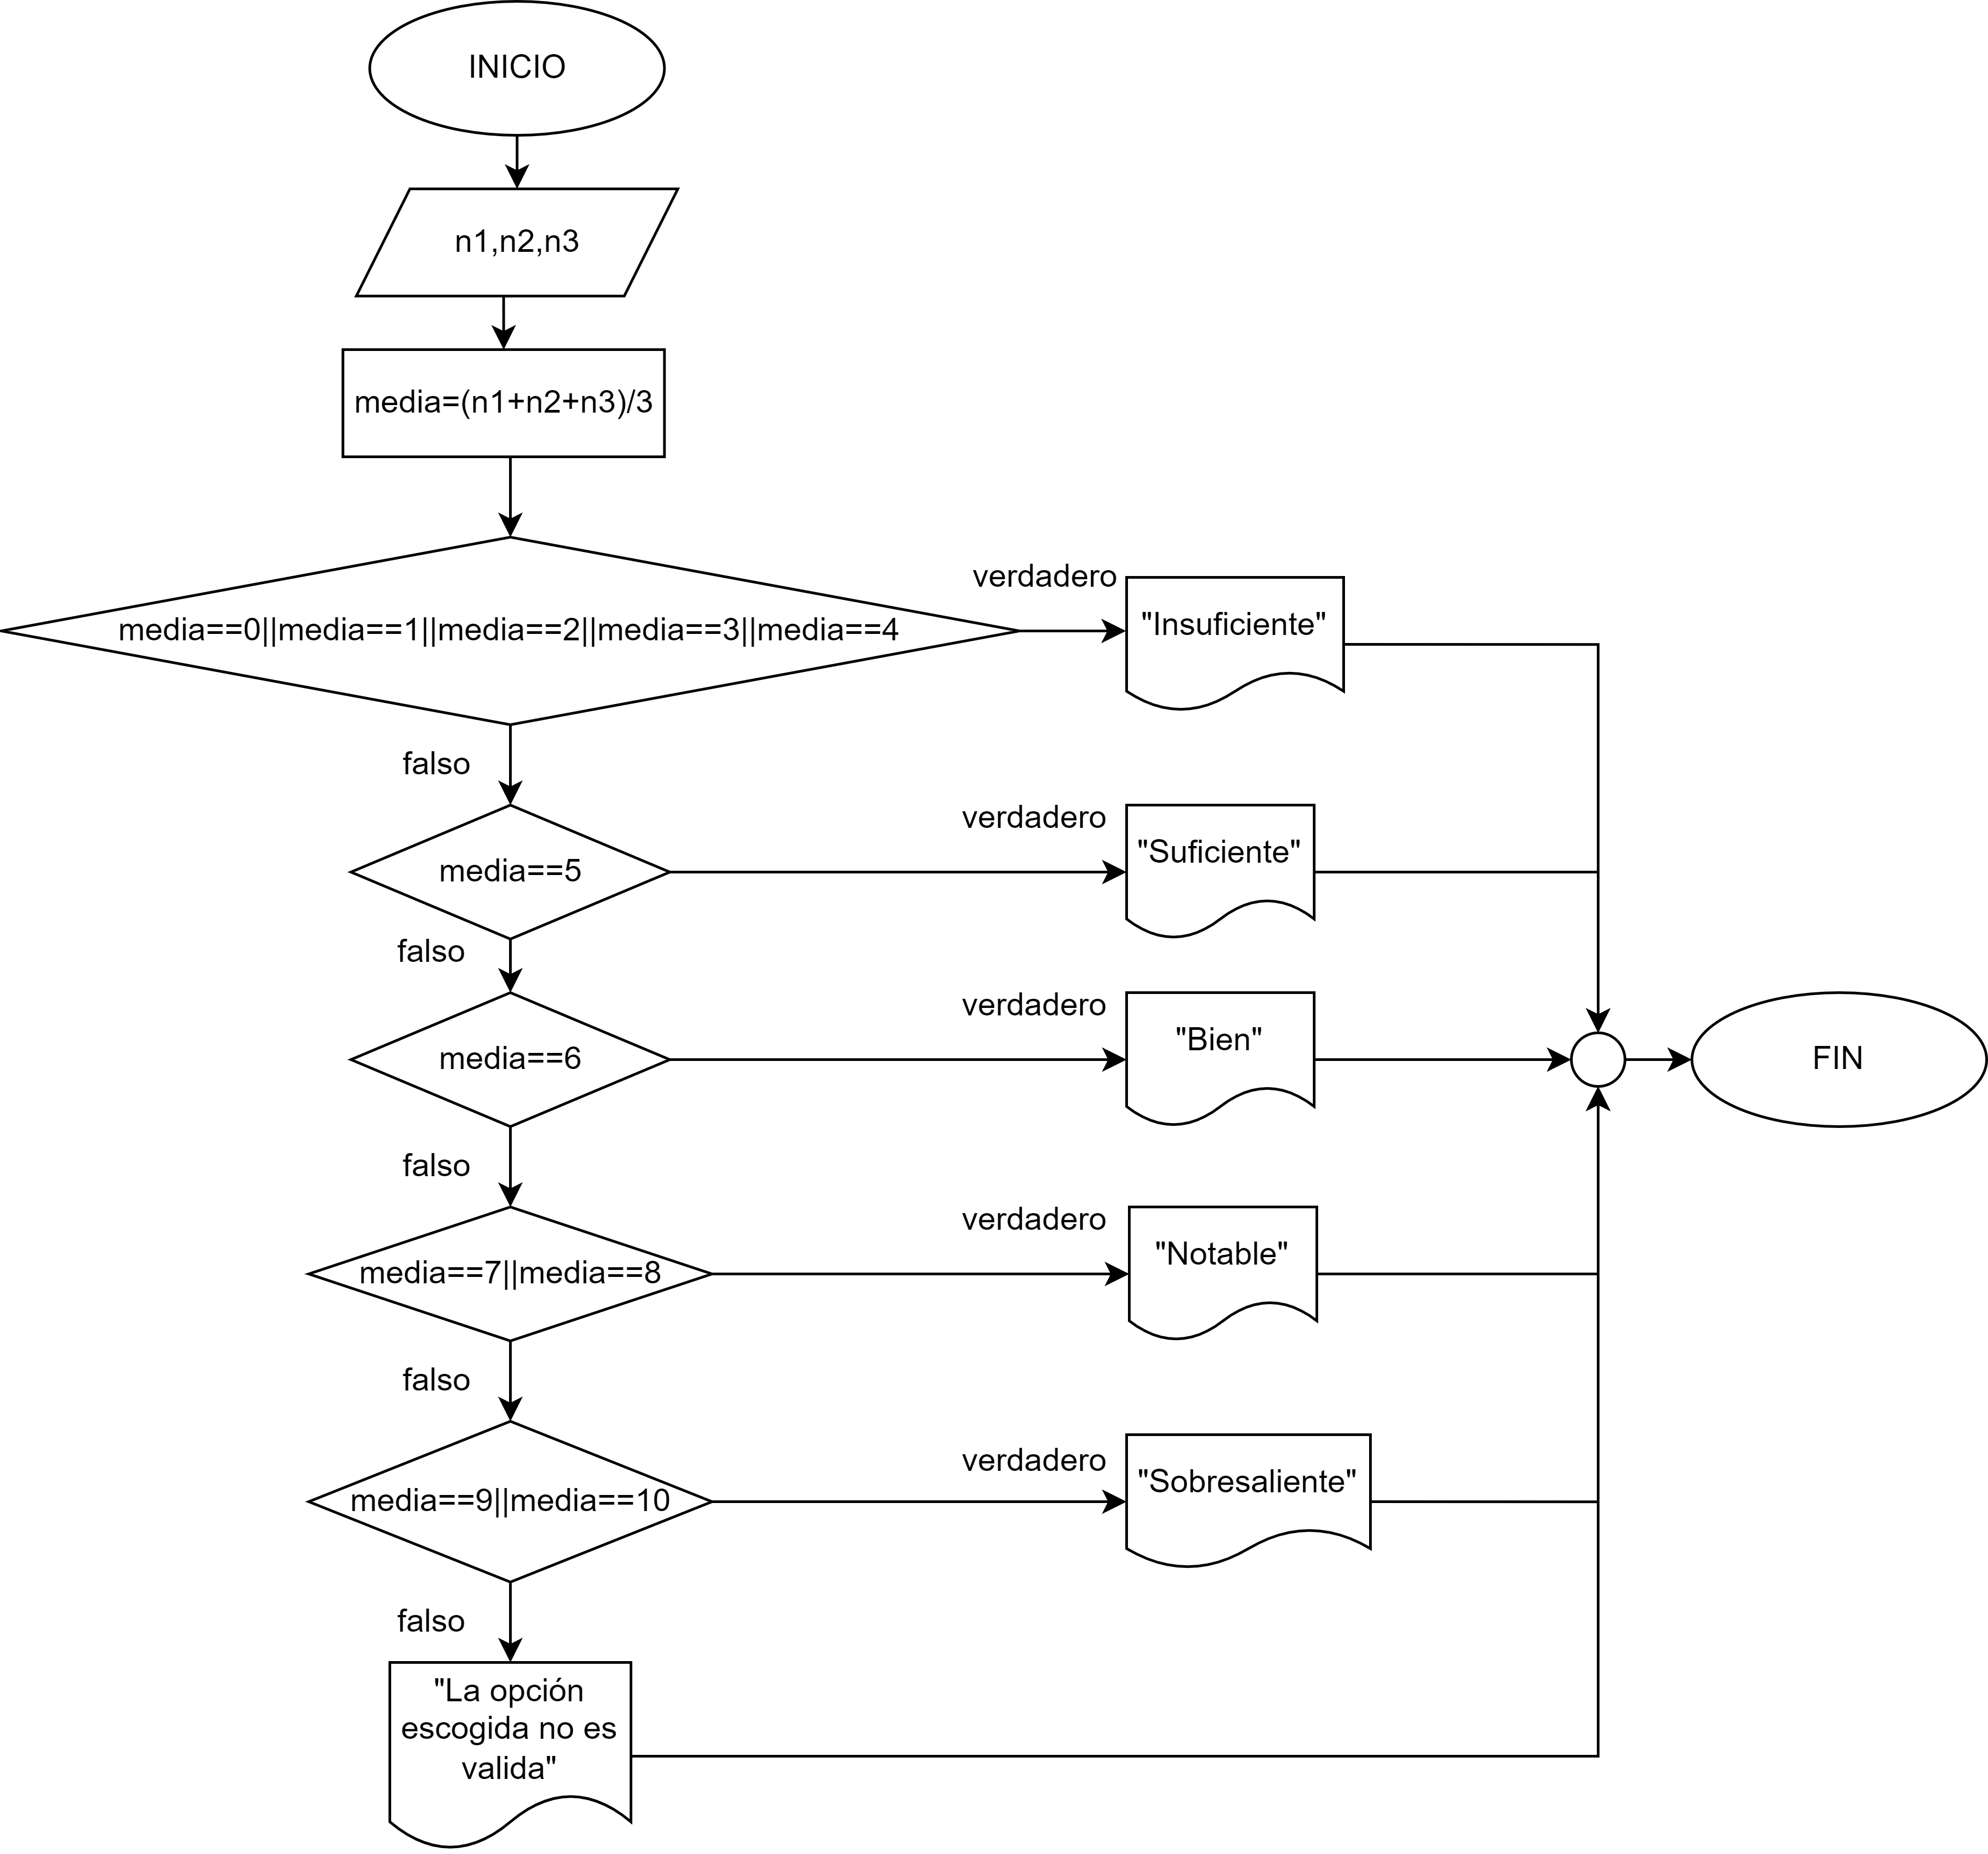 INICIO
n1,n2,n3
media=(n1+n2+n3)/3
media==0||media==1||media==2||media==3||media==4
verdadero
"Insuficiente"
falso
media==5
verdadero
"Suficiente"
falso
media==6
verdadero
"Bien"
FIN
falso
media==7||media==8
verdadero
"Notable"
falso
media==9||media==10
verdadero
"Sobresaliente"
falso
"La opción
escogida no es
valida"